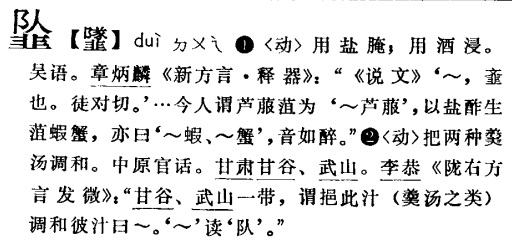 duì ㄉㄨㄟˋ ❶〈动〉用盐腌；用酒浸。
吴语。章炳麟《新方言·释器》：“《说文》‘～，齑
也。徒对切。’…今人谓芦菔菹为‘～芦菔’，以盐酢生
菹蝦蟹，亦曰‘～蝦、～蟹’，音如醉。”❷〈动〉把两种羹
汤调和。中原官话。甘肃甘谷、武山。李恭《陇右方
言发微》：“甘谷、武山一带，谓挹此汁（羹汤之类）
调和彼汁曰～。‘～’读‘队’。”